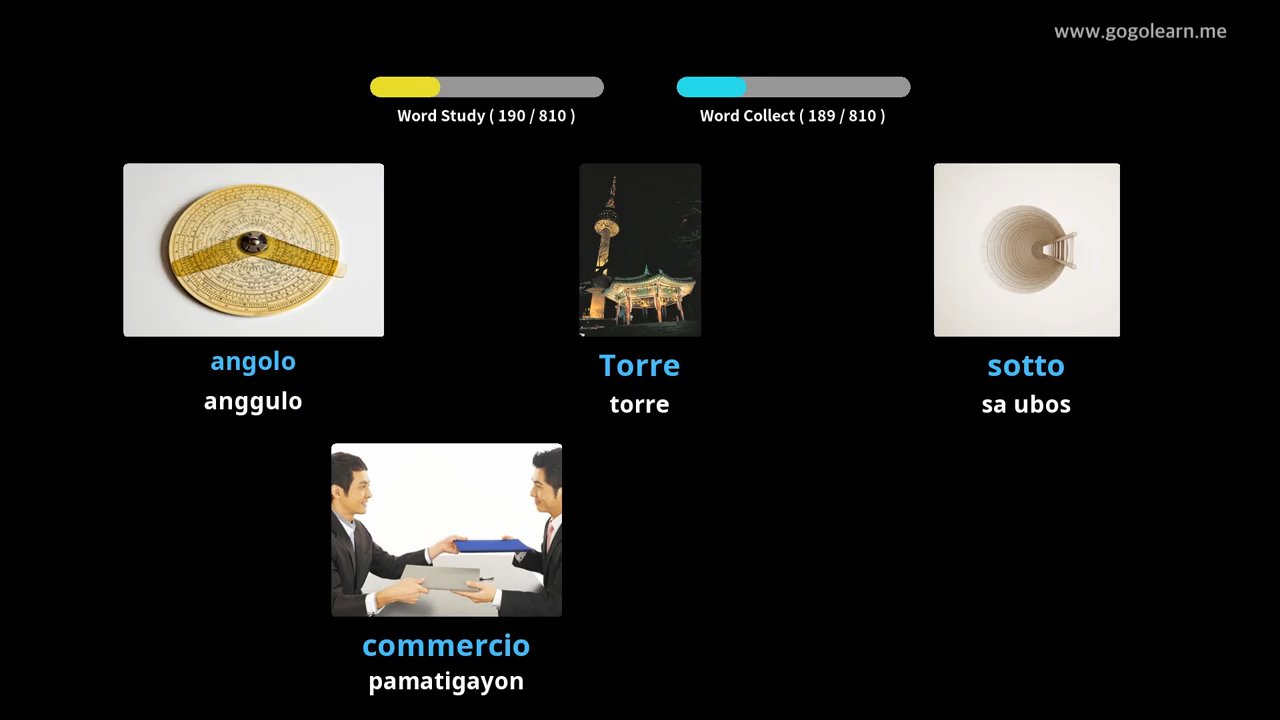 www.gogolearn.me
Word Study ( 190 / 810 )
Word Collect ( 189 / 810 )
angolo
anggulo
Torre
torre
sotto
sa ubos
commercio
pamatigayon